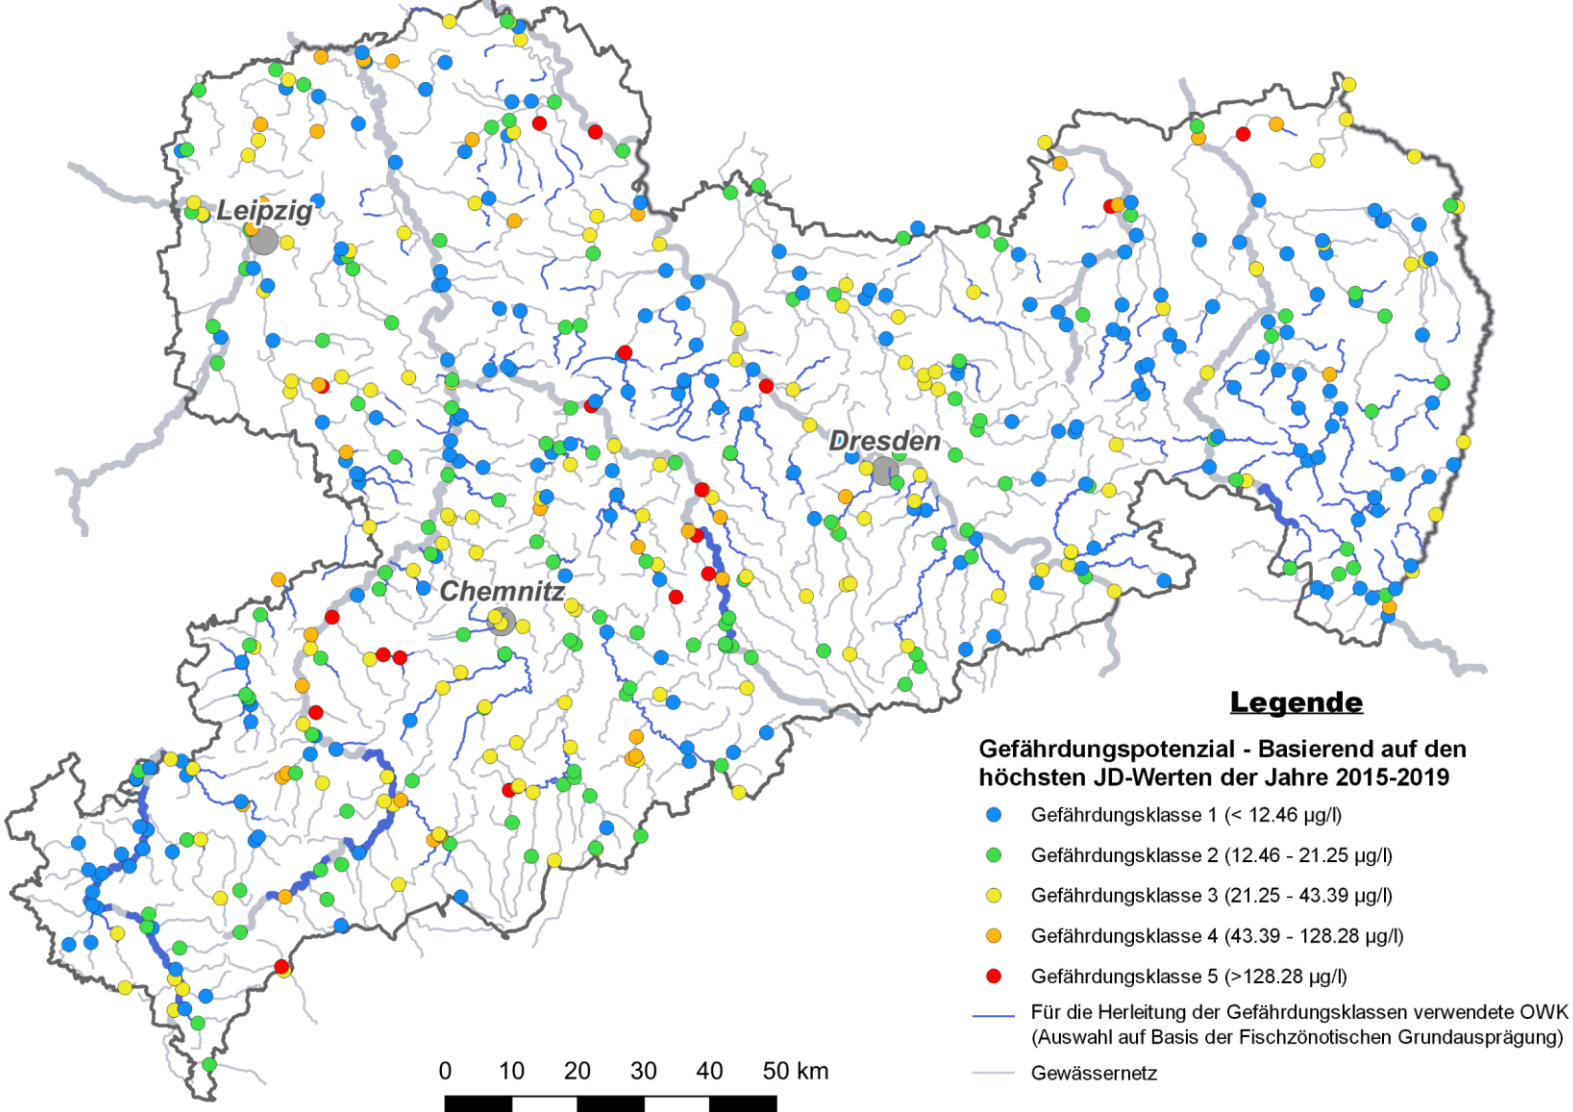 Leipzig
Dresden
Chemnitz
Legende
Gefährdungspotenzial - Basierend auf den
höchsten JD-Werten der Jahre 2015-2019
Gefährdungsklasse 1 (< 12.46 µg/l)
Gefährdungsklasse 2 (12.46 - 21.25 µg/l)
Gefährdungsklasse 3 (21.25 - 43.39 µg/l)
Gefährdungsklasse 4 (43.39 - 128.28 µg/l)
Gefährdungsklasse 5 (>128.28 µg/l)
Für die Herleitung der Gefährdungsklassen verwendete OWK
(Auswahl auf Basis der Fischzönotischen Grundausprägung)
Gewässernetz
0 10 20 30 40 50 km